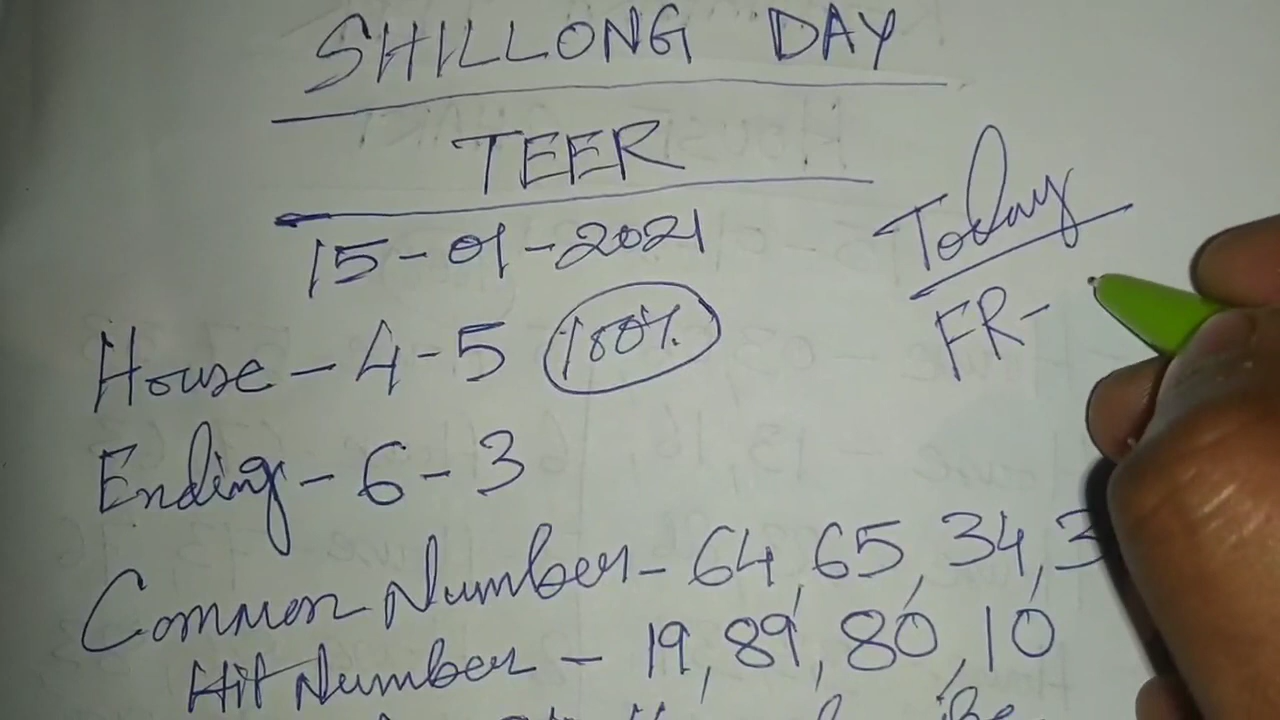 SHILLONG DAY
TEER
15-01-2021
Today
FR-
House - 4-5 100%
Ending - 6-3
Common Number - 64, 65, 34, 3
Hit Number - 19, 89, 80, 10